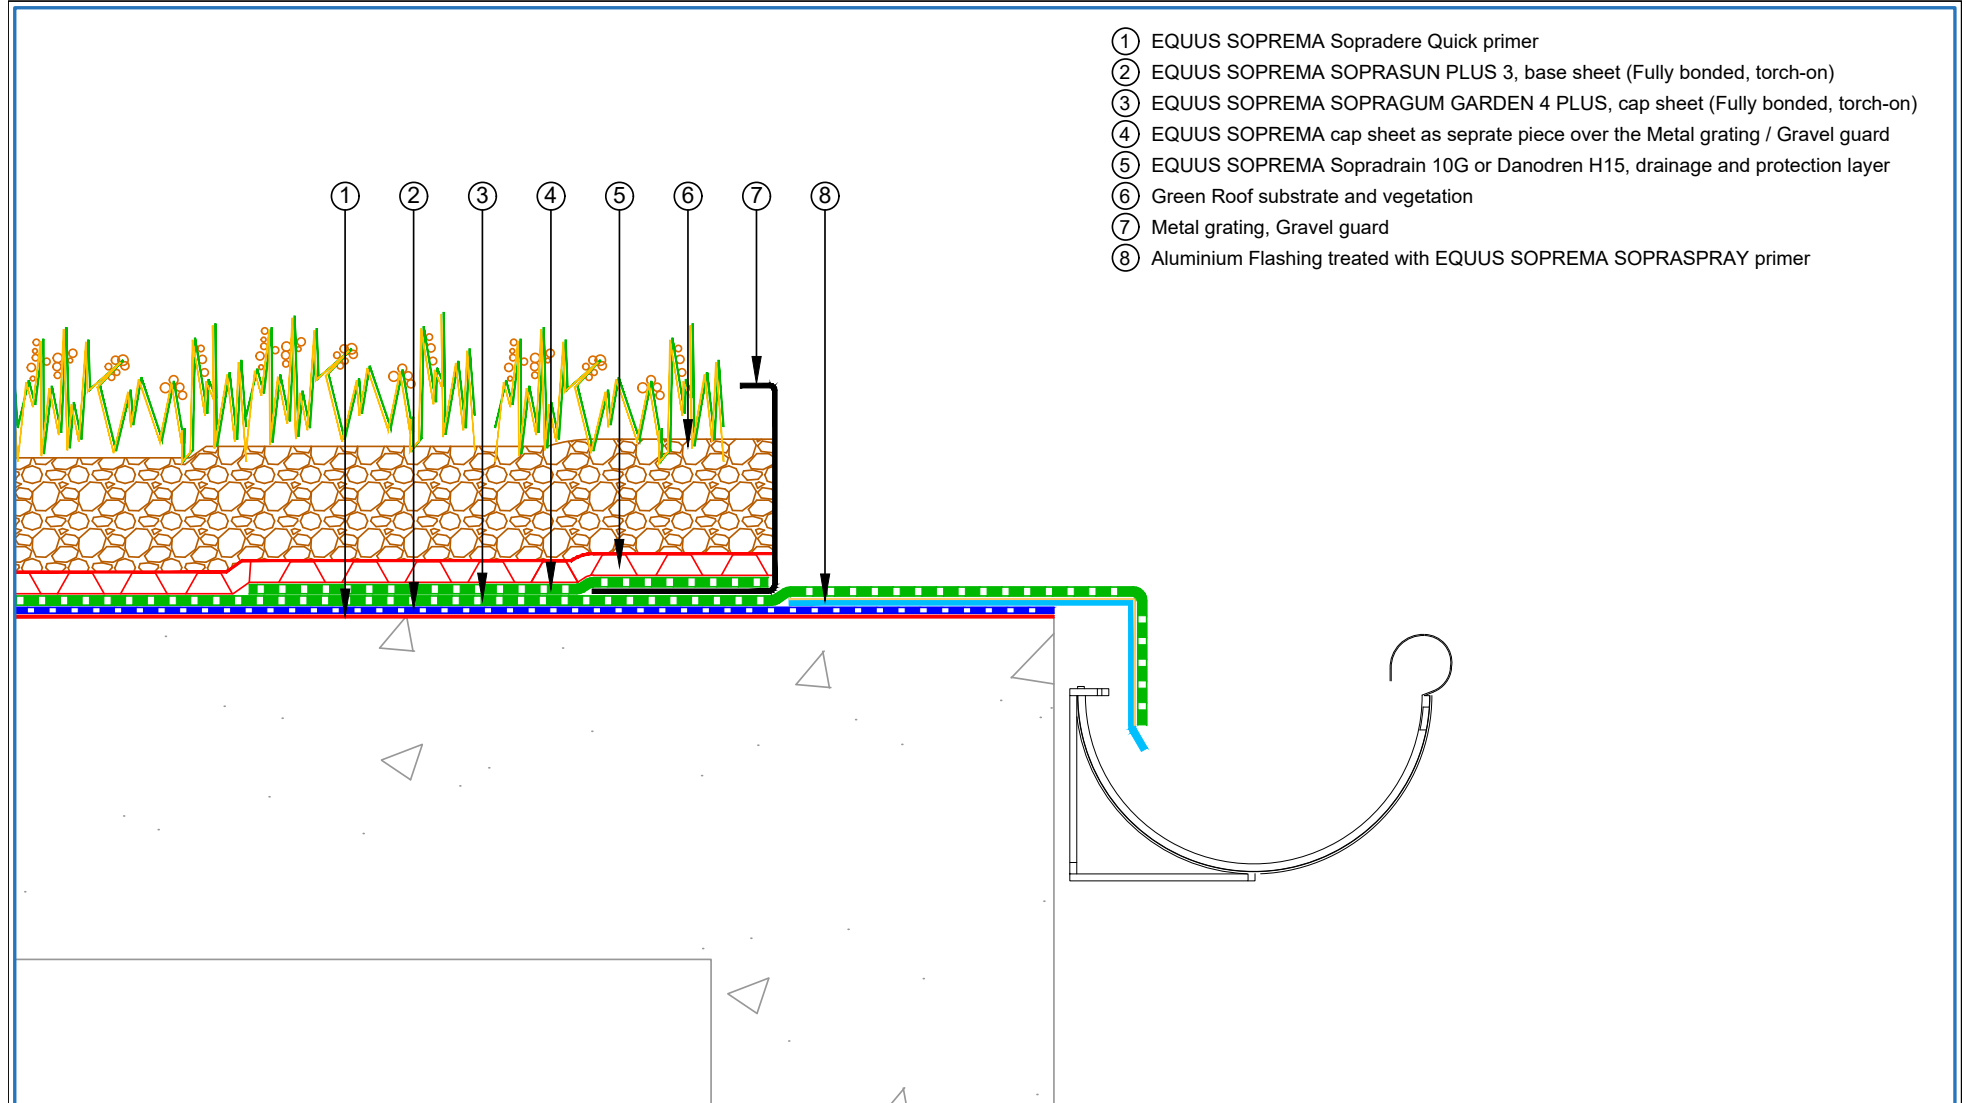 ① EQUUS SOPREMA Sopradere Quick primer
② EQUUS SOPREMA SOPRASUN PLUS 3, base sheet (Fully bonded, torch-on)
③ EQUUS SOPREMA SOPRAGUM GARDEN 4 PLUS, cap sheet (Fully bonded, torch-on)
④ EQUUS SOPREMA cap sheet as seprate piece over the Metal grating / Gravel guard
⑤ EQUUS SOPREMA Sopradrain 10G or Danodren H15, drainage and protection layer
⑥ Green Roof substrate and vegetation
⑦ Metal grating, Gravel guard
⑧ Aluminium Flashing treated with EQUUS SOPREMA SOPRASPRAY primer
① ② ③ ④ ⑤ ⑥ ⑦ ⑧